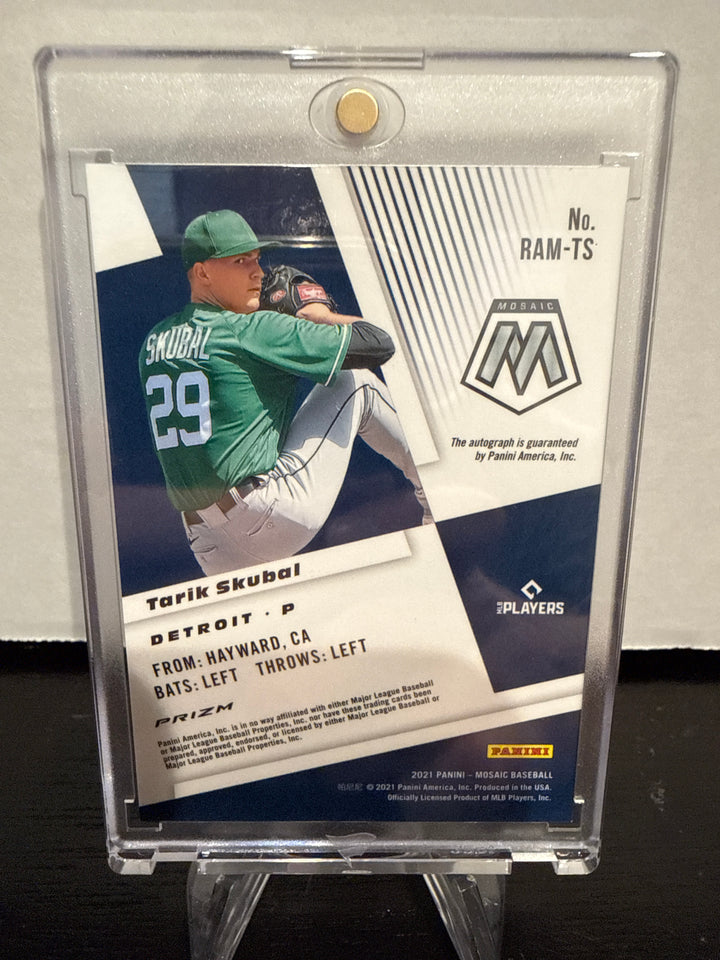 No.
RAM-TS
MOSAIC
M
The autograph is guaranteed
by Panini America, Inc.
SKUBAL
29
MLB PLAYERS
Tarik Skubal
DETROIT · P
FROM: HAYWARD, CA
BATS: LEFT THROWS: LEFT
PRIZM
Panini America, Inc. is in no way affiliated with either Major League Baseball
or Major League Baseball Properties, Inc. nor have these trading cards been
prepared, approved, endorsed, or licensed by either Major League Baseball or
Major League Baseball Properties, Inc.
PANINI
2021 PANINI – MOSAIC BASEBALL
帕尼尼 © 2021 Panini America, Inc. Produced in the USA.
Officially Licensed Product of MLB Players, Inc.